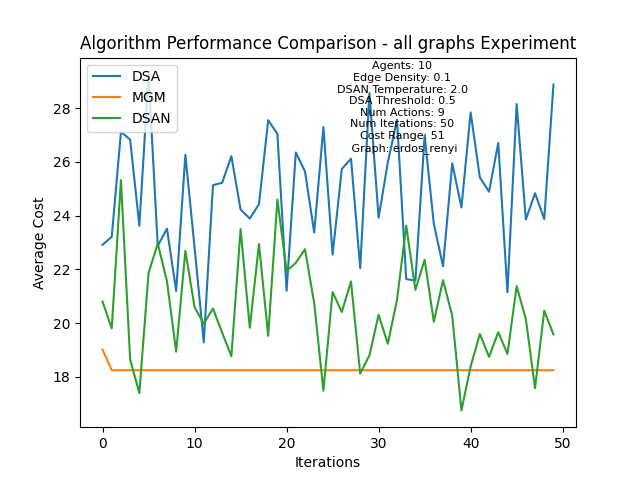 Algorithm Performance Comparison - all graphs Experiment
DSA
MGM
DSAN
Agents: 10
Edge Density: 0.1
DSAN Temperature: 2.0
DSA Threshold: 0.5
Num Actions: 9
Num Iterations: 50
Cost Range: 51
Graph: erdos_renyi
Average Cost
28
26
24
22
20
18
0
10
20
30
40
50
Iterations